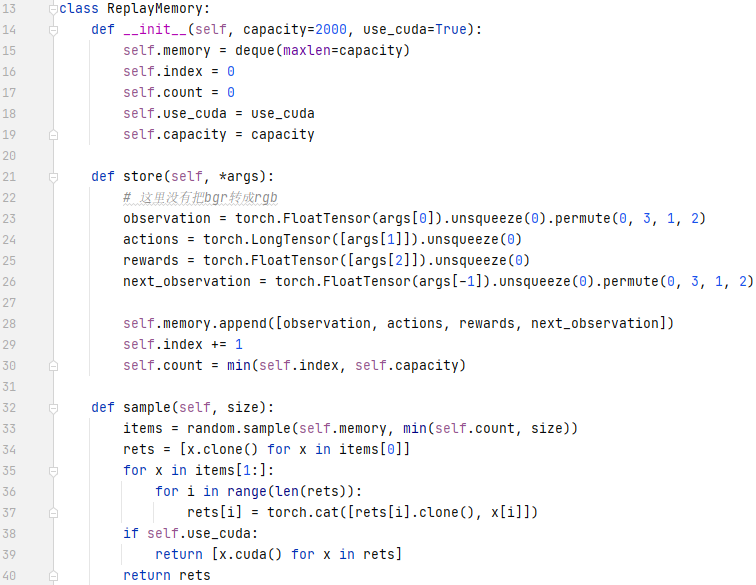 13 class ReplayMemory:
14     def __init__(self, capacity=2000, use_cuda=True):
15         self.memory = deque(maxlen=capacity)
16         self.index = 0
17         self.count = 0
18         self.use_cuda = use_cuda
19         self.capacity = capacity
20
21     def store(self, *args):
22         # 这里没有把bgr转成rgb
23         observation = torch.FloatTensor(args[0]).unsqueeze(0).permute(0, 3, 1, 2)
24         actions = torch.LongTensor([args[1]]).unsqueeze(0)
25         rewards = torch.FloatTensor([args[2]]).unsqueeze(0)
26         next_observation = torch.FloatTensor(args[-1]).unsqueeze(0).permute(0, 3, 1, 2)
27
28         self.memory.append([observation, actions, rewards, next_observation])
29         self.index += 1
30         self.count = min(self.index, self.capacity)
31
32     def sample(self, size):
33         items = random.sample(self.memory, min(self.count, size))
34         rets = [x.clone() for x in items[0]]
35         for x in items[1:]:
36             for i in range(len(rets)):
37                 rets[i] = torch.cat([rets[i].clone(), x[i]])
38         if self.use_cuda:
39             return [x.cuda() for x in rets]
40         return rets